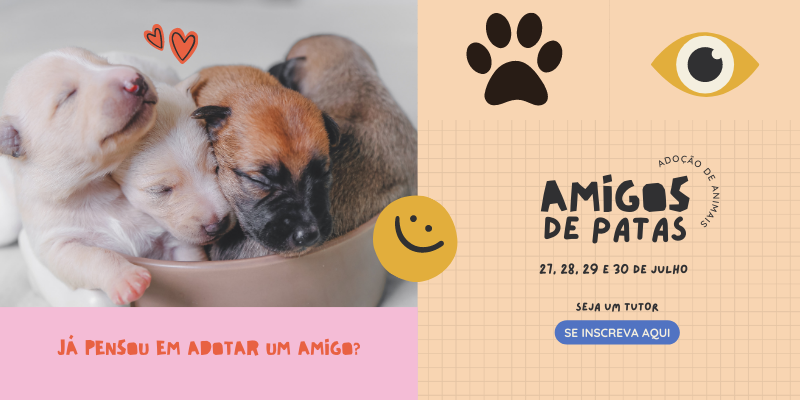 JÁ PENSOU EM ADOTAR UM AMIGO?
ADOÇÃO DE ANIMAIS
AMIGOS
DE PATAS
27, 28, 29 E 30 DE JULHO
SEJA UM TUTOR
SE INSCREVA AQUI